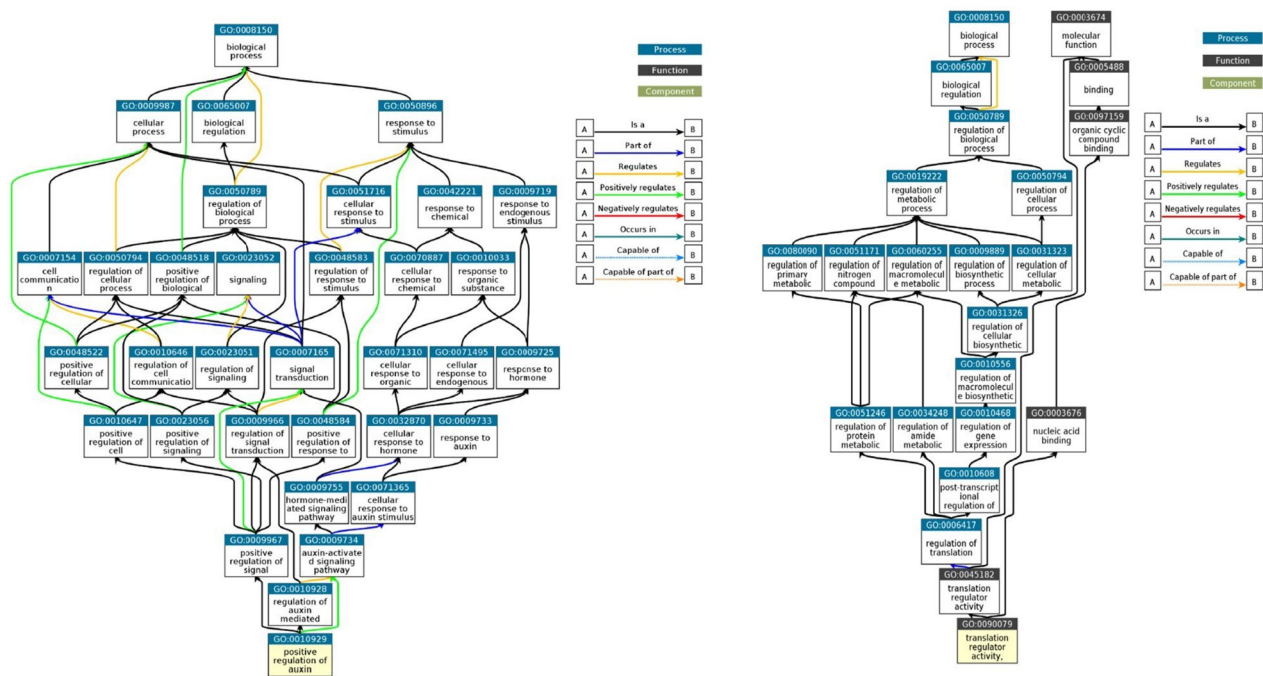 GO:0008150
biological
process
GO:0009987
cellular
process
GO:0065007
biological
regulation
GO:0050896
response to
stimulus
GO:0050789
regulation of
biological
process
GO:0051716
cellular
response to
stimulus
GO:0042221
response to
chemical
GO:0009719
response to
endogenous
stimulus
GO:0007154
cell
communicatio
n
GO:0050794
regulation of
cellular
process
GO:0048518
positive
regulation of
biological
GO:0023052
signaling
GO:0048583
regulation of
response to
stimulus
GO:0070887
cellular
response to
chemical
GO:0010033
response to
organic
substance
GO:0048522
positive
regulation of
cellular
GO:0010646
regulation of
cell
communicatio
GO:0023051
regulation of
signaling
GO:0007165
signal
transduction
GO:0071310
cellular
response to
organic
GO:0071495
cellular
response to
endogenous
GO:0009725
response to
hormone
GO:0010647
positive
regulation of
cell
GO:0023056
positive
regulation of
signaling
GO:0009966
regulation of
signal
transduction
GO:0048584
positive
regulation of
response to
GO:0032870
cellular
response to
hormone
GO:0009733
response to
auxin
GO:0009755
hormone-medi
ated signaling
pathway
GO:0071365
cellular
response to
auxin stimulus
GO:0009967
positive
regulation of
signal
GO:0009734
auxin-activate
d signaling
pathway
GO:0010928
regulation of
auxin
mediated
GO:0010929
positive
regulation of
auxin
Process
Function
Component
A Is a B
A Part of B
A Regulates B
A Positively regulates B
A Negatively regulates B
A Occurs in B
A Capable of B
A Capable of part of B
GO:0008150
biological
process
GO:0003674
molecular
function
GO:0065007
biological
regulation
GO:0005488
binding
GO:0050789
regulation of
biological
process
GO:0097159
organic cyclic
compound
binding
GO:0019222
regulation of
metabolic
process
GO:0050794
regulation of
cellular
process
GO:0080090
regulation of
primary
metabolic
GO:0051171
regulation of
nitrogen
compound
GO:0060255
regulation of
macromolecul
e metabolic
GO:0009889
regulation of
biosynthetic
process
GO:0031323
regulation of
cellular
metabolic
GO:0031326
regulation of
cellular
biosynthetic
GO:0010556
regulation of
macromolecul
e biosynthetic
GO:0051246
regulation of
protein
metabolic
GO:0034248
regulation of
amide
metabolic
GO:0010468
regulation of
gene
expression
GO:0003676
nucleic acid
binding
GO:0010608
post-transcript
ional
regulation of
GO:0006417
regulation of
translation
GO:0045182
translation
regulator
activity
GO:0090079
translation
regulator
activity,
Process
Function
Component
A Is a B
A Part of B
A Regulates B
A Positively regulates B
A Negatively regulates B
A Occurs in B
A Capable of B
A Capable of part of B